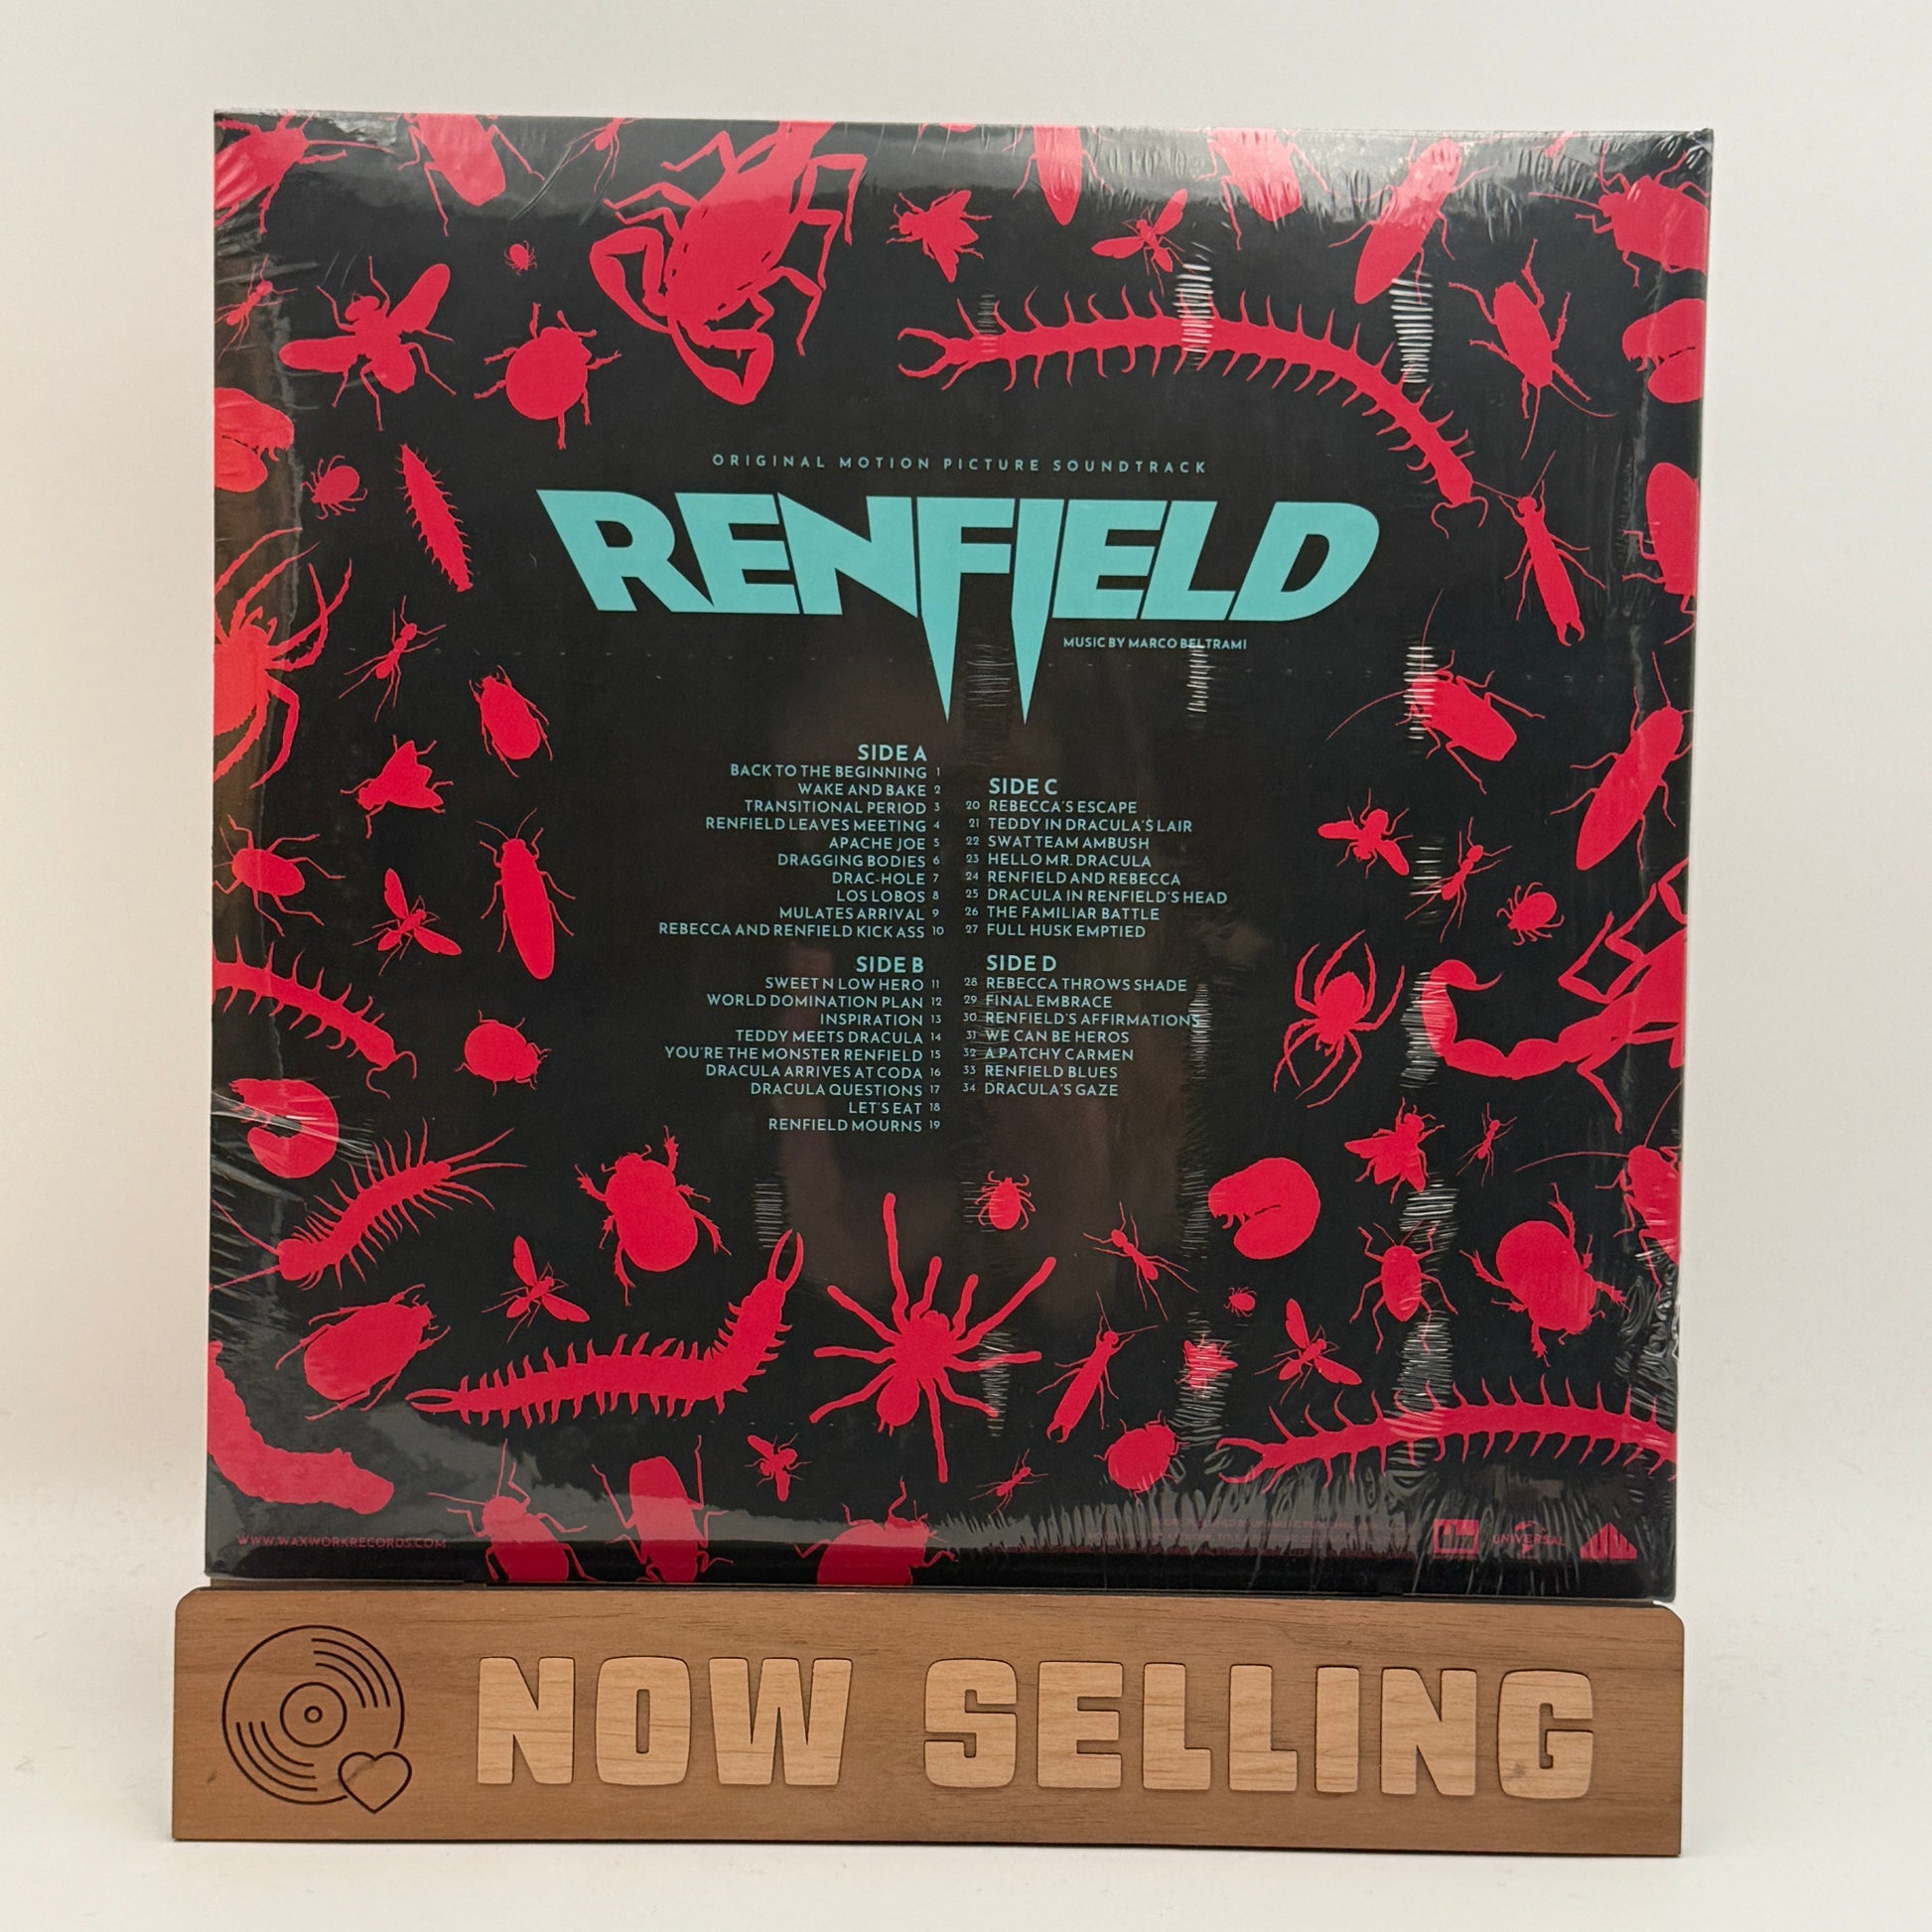 ORIGINAL MOTION PICTURE SOUNDTRACK
RENFIELD
MUSIC BY MARCO BELTRAMI
SIDE A
BACK TO THE BEGINNING 1
WAKE AND BAKE 2
TRANSITIONAL PERIOD 3
RENFIELD LEAVES MEETING 4
APACHE JOE 5
DRAGGING BODIES 6
DRAC-HOLE 7
LOS LOBOS 8
MULATES ARRIVAL 9
REBECCA AND RENFIELD KICK ASS 10
SIDE B
SWEET N LOW HERO 11
WORLD DOMINATION PLAN 12
INSPIRATION 13
TEDDY MEETS DRACULA 14
YOU'RE THE MONSTER RENFIELD 15
DRACULA ARRIVES AT CODA 16
DRACULA QUESTIONS 17
LET'S EAT 18
RENFIELD MOURNS 19
SIDE C
20 REBECCA'S ESCAPE
21 TEDDY IN DRACULA'S LAIR
22 SWAT TEAM AMBUSH
23 HELLO MR. DRACULA
24 RENFIELD AND REBECCA
25 DRACULA IN RENFIELD'S HEAD
26 THE FAMILIAR BATTLE
27 FULL HUSK EMPTIED
SIDE D
28 REBECCA THROWS SHADE
29 FINAL EMBRACE
30 RENFIELD'S AFFIRMATIONS
31 WE CAN BE HEROS
32 A PATCHY CARMEN
33 RENFIELD BLUES
34 DRACULA'S GAZE
WWW.WAXWORKRECORDS.COM
UNIVERSAL
NOW SELLING